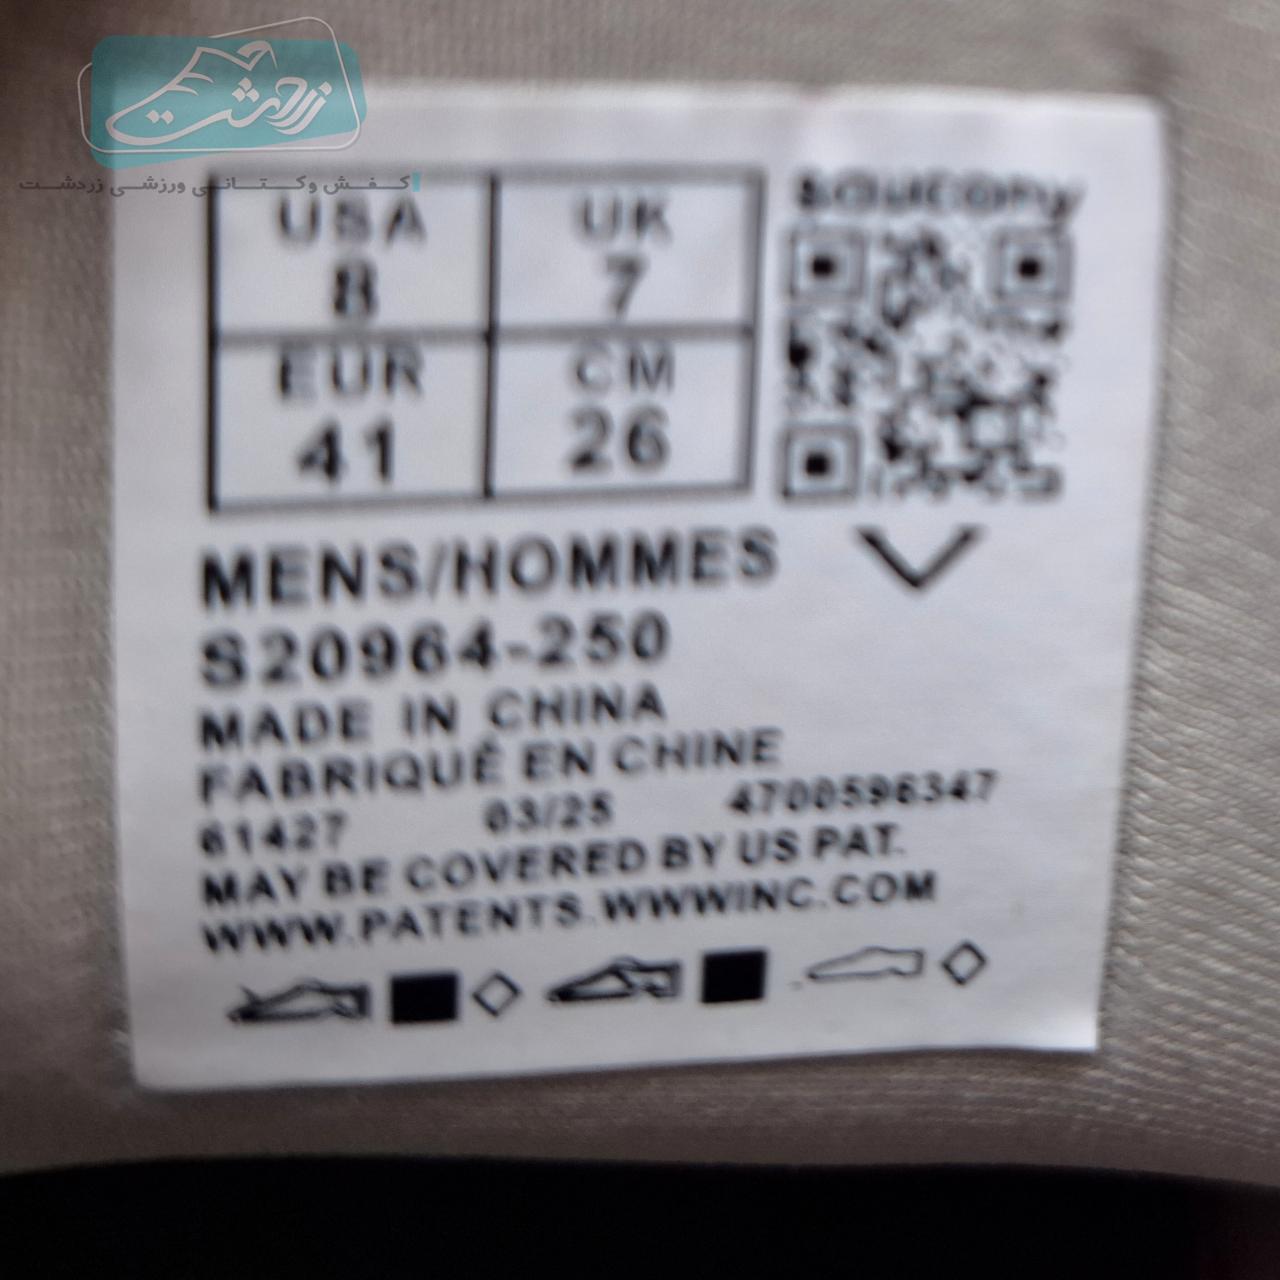 زردشت
کفش و کتانی ورزشی زردشت
saucony
USA UK
8 7
EUR CM
41 26
MENS/HOMMES
S20964-250
MADE IN CHINA
FABRIQUÉ EN CHINE
61427 03/25 4700596347
MAY BE COVERED BY US PAT.
WWW.PATENTS.WWWINC.COM